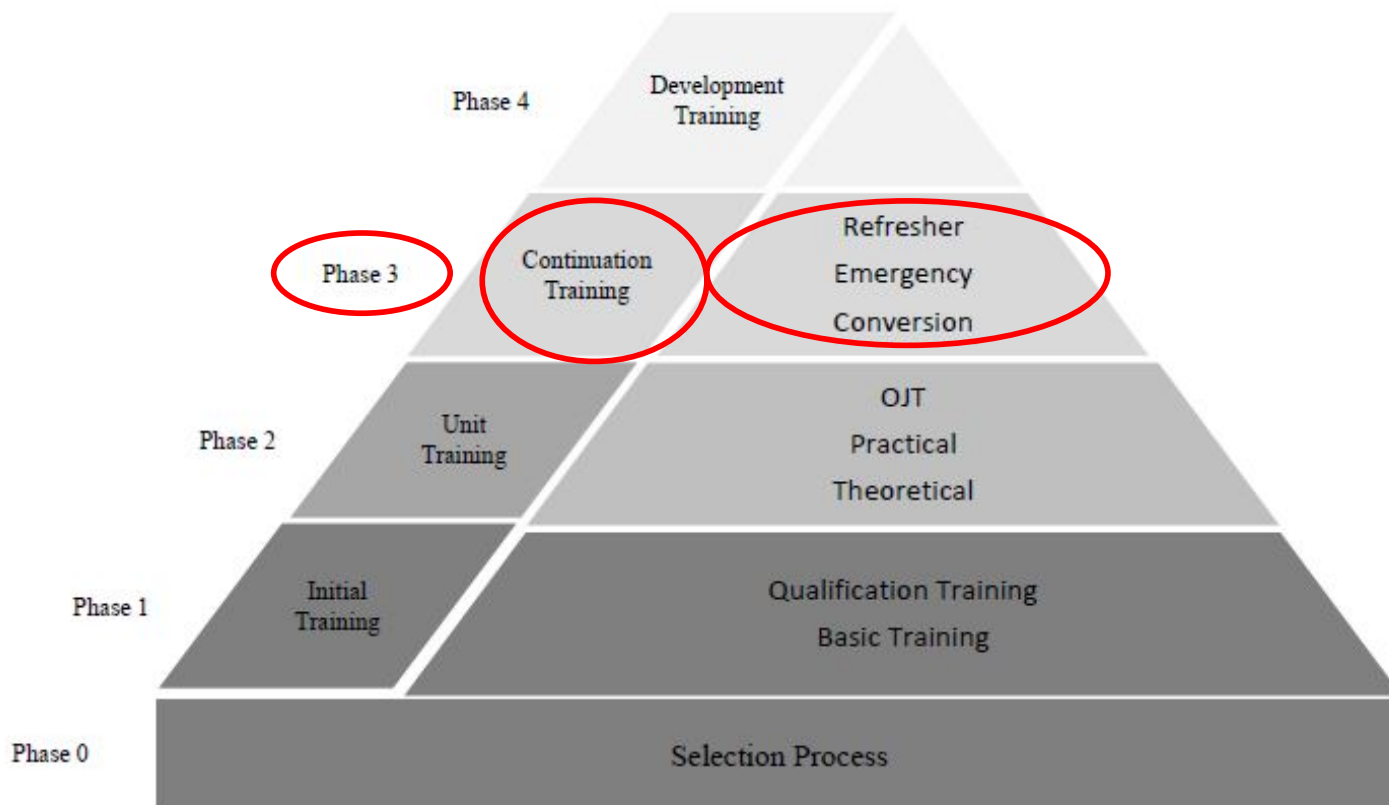 Phase 4
Development
Training
Phase 3
Continuation
Training
Refresher
Emergency
Conversion
Phase 2
Unit
Training
OJT
Practical
Theoretical
Phase 1
Initial
Training
Qualification Training
Basic Training
Phase 0
Selection Process